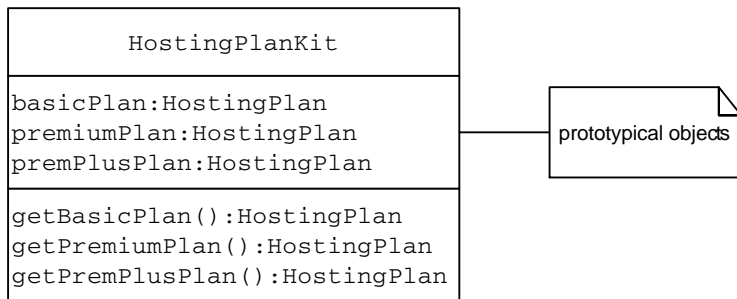 HostingPlanKit
basicPlan:HostingPlan
premiumPlan:HostingPlan
premPlusPlan:HostingPlan
prototypical objects
getBasicPlan():HostingPlan
getPremiumPlan():HostingPlan
getPremPlusPlan():HostingPlan